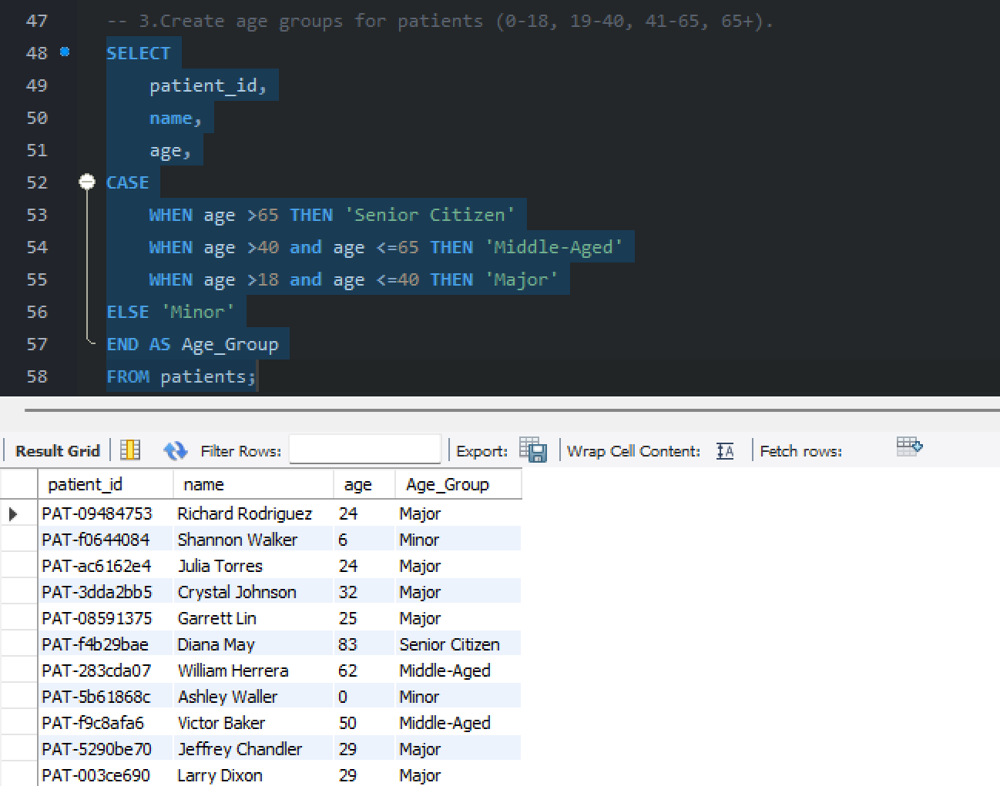 47 -- 3.Create age groups for patients (0-18, 19-40, 41-65, 65+).
48 SELECT
49 patient_id,
50 name,
51 age,
52 CASE
53 WHEN age >65 THEN 'Senior Citizen'
54 WHEN age >40 and age <=65 THEN 'Middle-Aged'
55 WHEN age >18 and age <=40 THEN 'Major'
56 ELSE 'Minor'
57 END AS Age_Group
58 FROM patients;
Result Grid Filter Rows: Export: Wrap Cell Content: IA Fetch rows:
patient_id name age Age_Group
PAT-09484753 Richard Rodriguez 24 Major
PAT-f0644084 Shannon Walker 6 Minor
PAT-ac6162e4 Julia Torres 24 Major
PAT-3dda2bb5 Crystal Johnson 32 Major
PAT-08591375 Garrett Lin 25 Major
PAT-f4b29bae Diana May 83 Senior Citizen
PAT-283cda07 William Herrera 62 Middle-Aged
PAT-5b61868c Ashley Waller 0 Minor
PAT-f9c8afa6 Victor Baker 50 Middle-Aged
PAT-5290be70 Jeffrey Chandler 29 Major
PAT-003ce690 Larry Dixon 29 Major